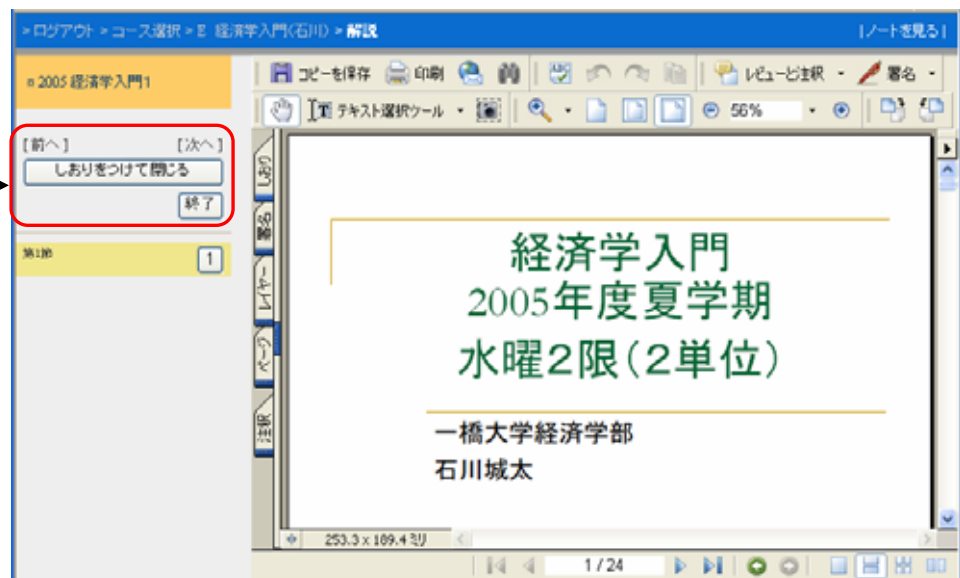 > ログアウト > コース選択 > E 経済学入門(石川) > 解説
|ノートを見る|
2005 経済学入門1
[前へ] [次へ]
しおりをつけて閉じる
終了
第1節 1
コピーを保存 印刷 レビューと注釈 署名
テキスト選択ツール 56%
しおり
署名
レイヤー
ページ
注釈
経済学入門
2005年度夏学期
水曜2限(2単位)
一橋大学経済学部
石川城太
253.3 x 189.4 ミリ
1 / 24